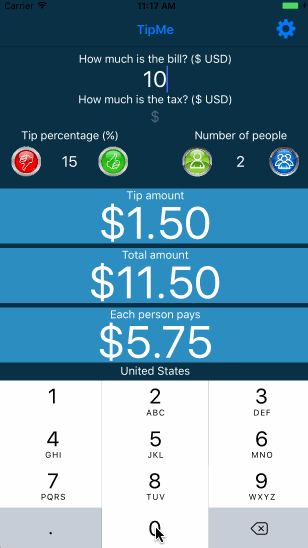 Carrier 11:17 AM
TipMe
How much is the bill? ($ USD)
10
How much is the tax? ($ USD)
$
Tip percentage (%) Number of people
15 2
Tip amount
$1.50
Total amount
$11.50
Each person pays
$5.75
United States
1 2 3
ABC DEF
4 5 6
GHI JKL MNO
7 8 9
PQRS TUV WXYZ
. 0